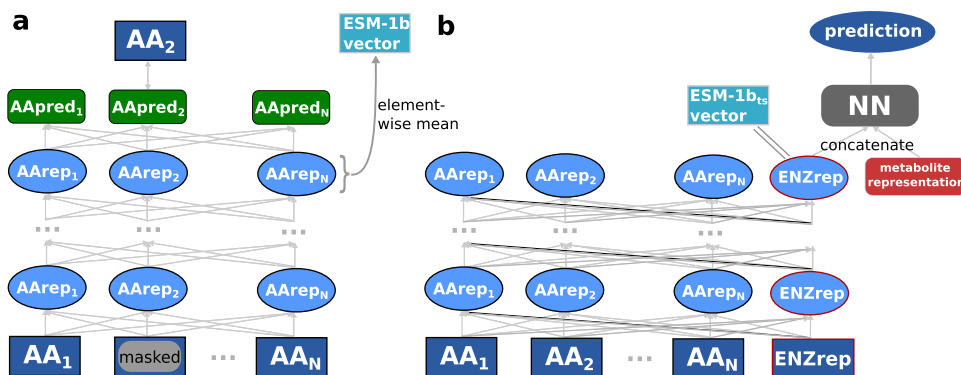 a
AA2
ESM-1b
vector
AApred1
AApred2
AApredN
element-
wise mean
AArep1
AArep2
AArepN
... ... ...
AArep1
AArep2
AArepN
AA1
masked
...
AAN
b
prediction
ESM-1bts
vector
NN
concatenate
metabolite
representation
AArep1
AArep2
AArepN
ENZrep
... ... ...
AArep1
AArep2
AArepN
ENZrep
AA1
AA2
...
AAN
ENZrep